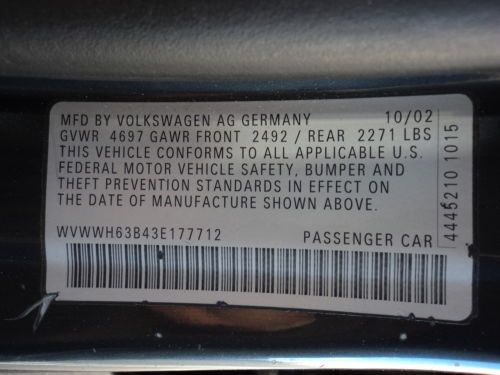 MFD BY VOLKSWAGEN AG GERMANY 10/02
GVWR 4697 GAWR FRONT 2492 / REAR 2271 LBS
THIS VEHICLE CONFORMS TO ALL APPLICABLE U.S.
FEDERAL MOTOR VEHICLE SAFETY, BUMPER AND
THEFT PREVENTION STANDARDS IN EFFECT ON
THE DATE OF MANUFACTURE SHOWN ABOVE.
WVWWH63B43E177712 PASSENGER CAR
4445210 1015